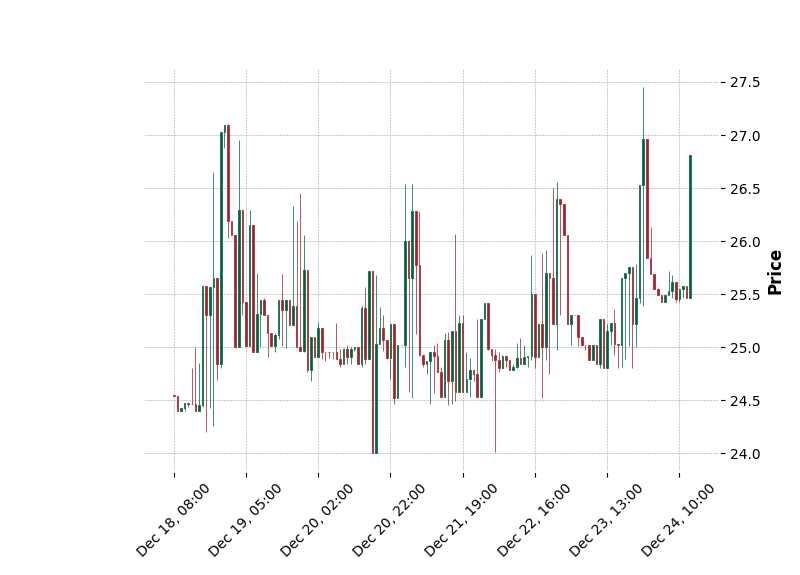 27.5
27.0
26.5
26.0
25.5
25.0
24.5
24.0
Price
Dec 18, 08:00
Dec 19, 05:00
Dec 20, 02:00
Dec 20, 22:00
Dec 21, 19:00
Dec 22, 16:00
Dec 23, 13:00
Dec 24, 10:00